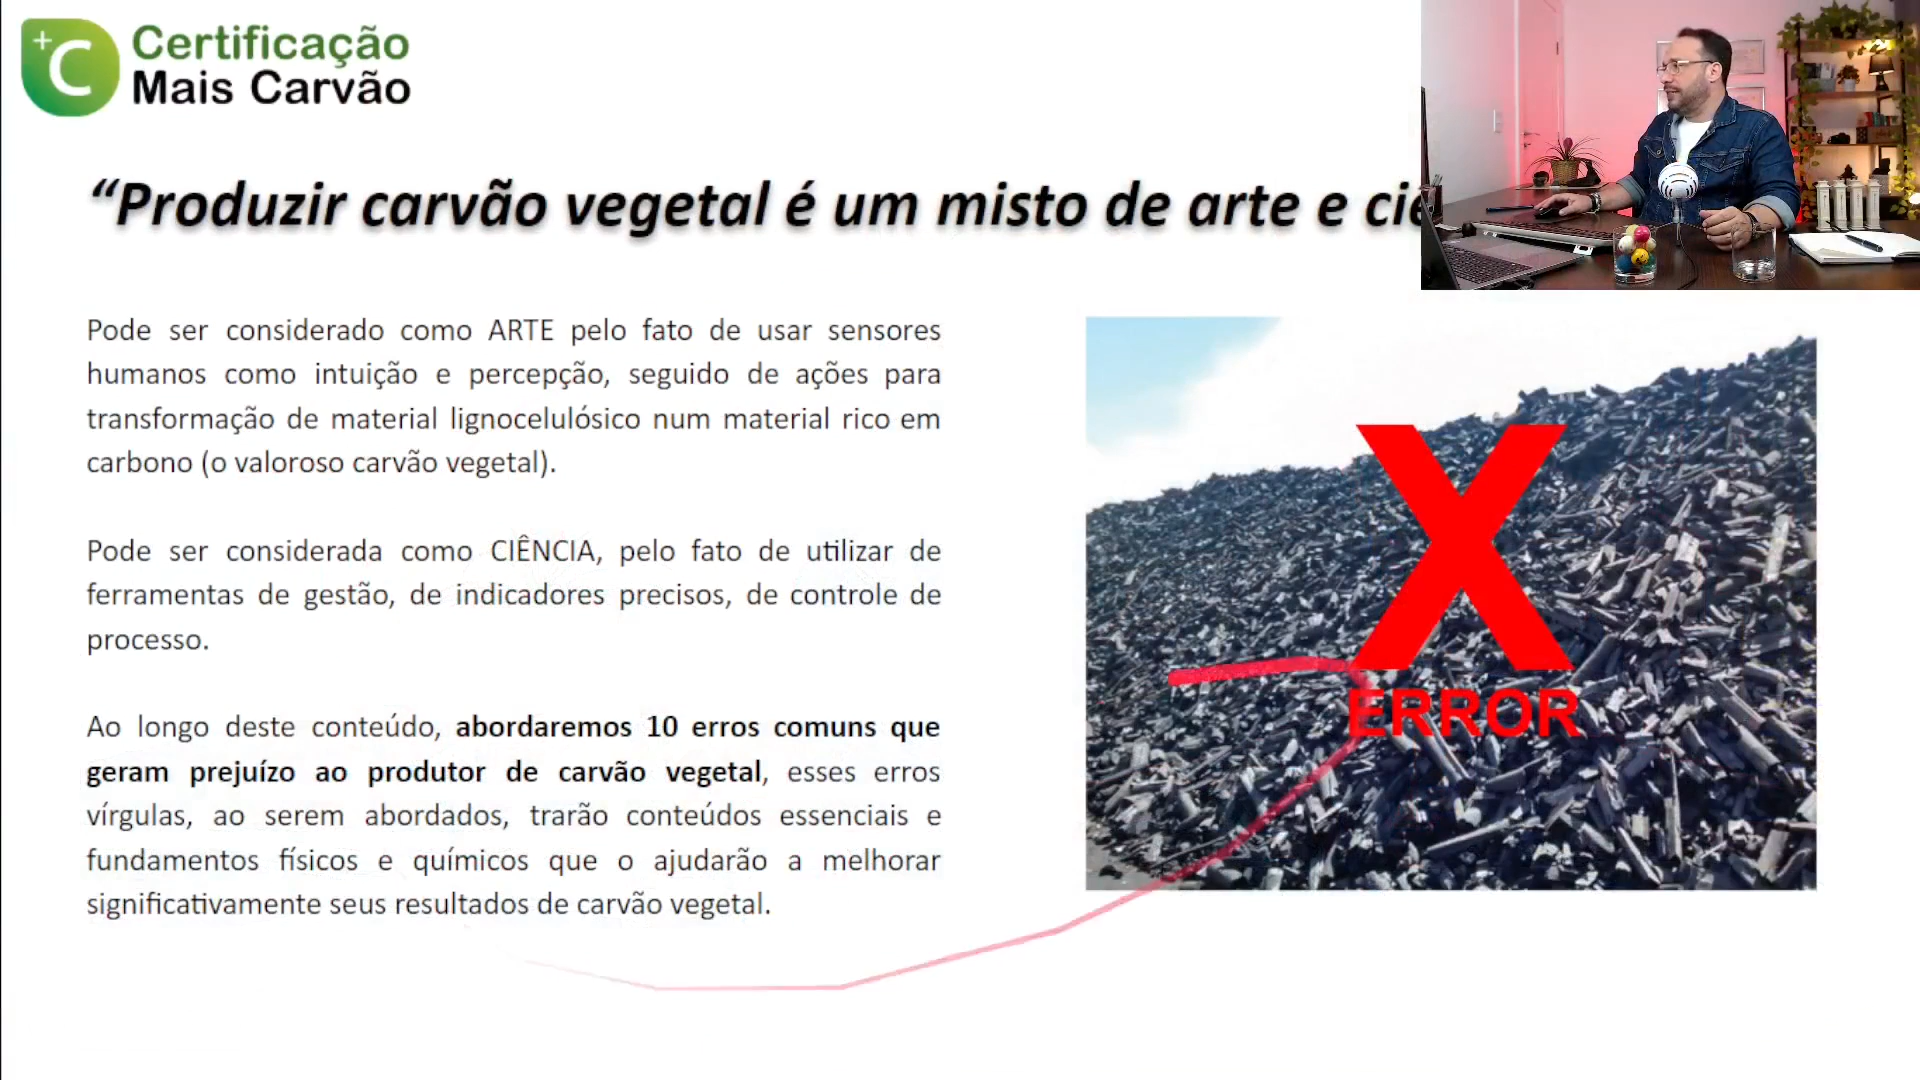 +C
Certificação
Mais Carvão
“Produzir carvão vegetal é um misto de arte e
Pode ser considerado como ARTE pelo fato de usar sensores
humanos como intuição e percepção, seguido de ações para
transformação de material lignocelulósico num material rico em
carbono (o valoroso carvão vegetal).
Pode ser considerada como CIÊNCIA, pelo fato de utilizar de
ferramentas de gestão, de indicadores precisos, de controle de
processo.
Ao longo deste conteúdo, abordaremos 10 erros comuns que
geram prejuízo ao produtor de carvão vegetal, esses erros
vírgulas, ao serem abordados, trarão conteúdos essenciais e
fundamentos físicos e químicos que o ajudarão a melhorar
significativamente seus resultados de carvão vegetal.
X
ERROR